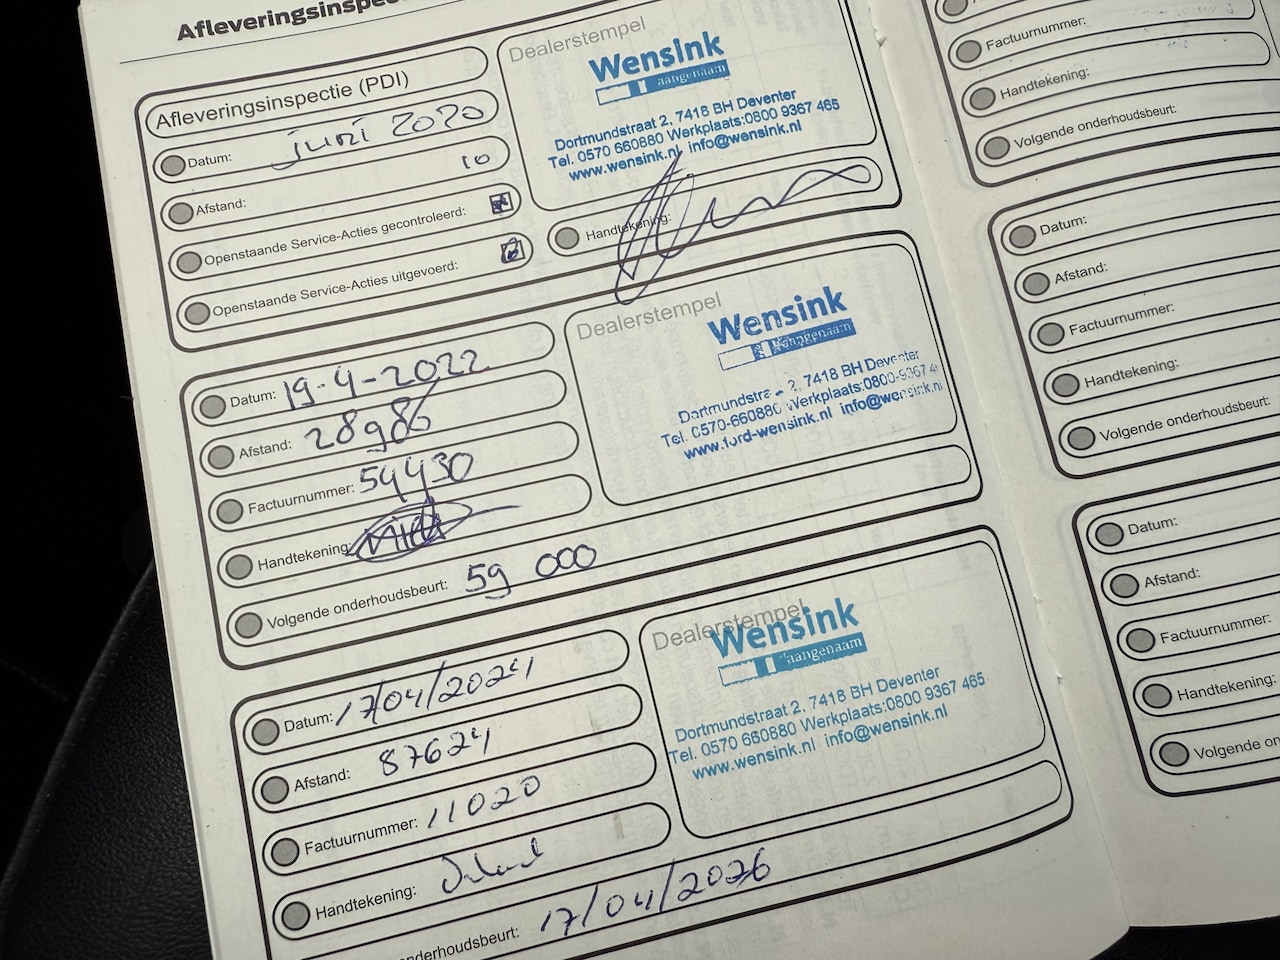 Afleveringsinspec
Afleveringsinspectie (PDI)
Datum: juni 2020
Afstand: 10
Openstaande Service-Acties gecontroleerd:
Openstaande Service-Acties uitgevoerd:
Dealerstempel
Wensink
aangenaam
Dortmundstraat 2, 7418 BH Deventer
Tel. 0570 660880 Werkplaats:0800 9367 465
www.wensink.nl info@wensink.nl
Handtekening:
Datum: 19-4-2022
Afstand: 28986
Factuurnummer: 54430
Handtekening:
Volgende onderhoudsbeurt: 59 000
Dealerstempel
Wensink
aangenaam
Dortmundstra 2, 7418 BH Deventer
Tel. 0570-660880 Werkplaats:0800-9367 4
www.ford-wensink.nl info@wensink.nl
Datum: 17/04/2024
Afstand: 87624
Factuurnummer: 11020
Handtekening:
nderhoudsbeurt: 17/04/2026
Dealerstempel
Wensink
aangenaam
Dortmundstraat 2, 7418 BH Deventer
Tel. 0570 660880 Werkplaats:0800 9367 465
www.wensink.nl info@wensink.nl
Factuurnummer:
Handtekening:
Volgende onderhoudsbeurt:
Datum:
Afstand:
Factuurnummer:
Handtekening:
Volgende onderhoudsbeurt:
Datum:
Afstand:
Factuurnummer:
Handtekening:
Volgende on